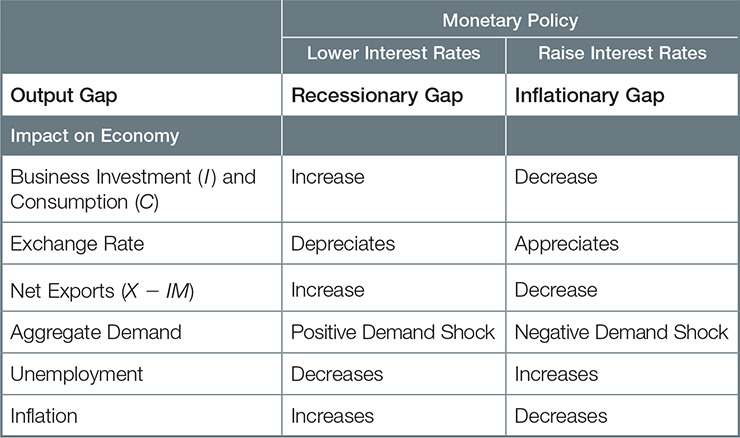 Monetary Policy
Lower Interest Rates Raise Interest Rates
Output Gap Recessionary Gap Inflationary Gap
Impact on Economy
Business Investment (I) and Increase Decrease
Consumption (C)
Exchange Rate Depreciates Appreciates
Net Exports (X − IM) Increase Decrease
Aggregate Demand Positive Demand Shock Negative Demand Shock
Unemployment Decreases Increases
Inflation Increases Decreases